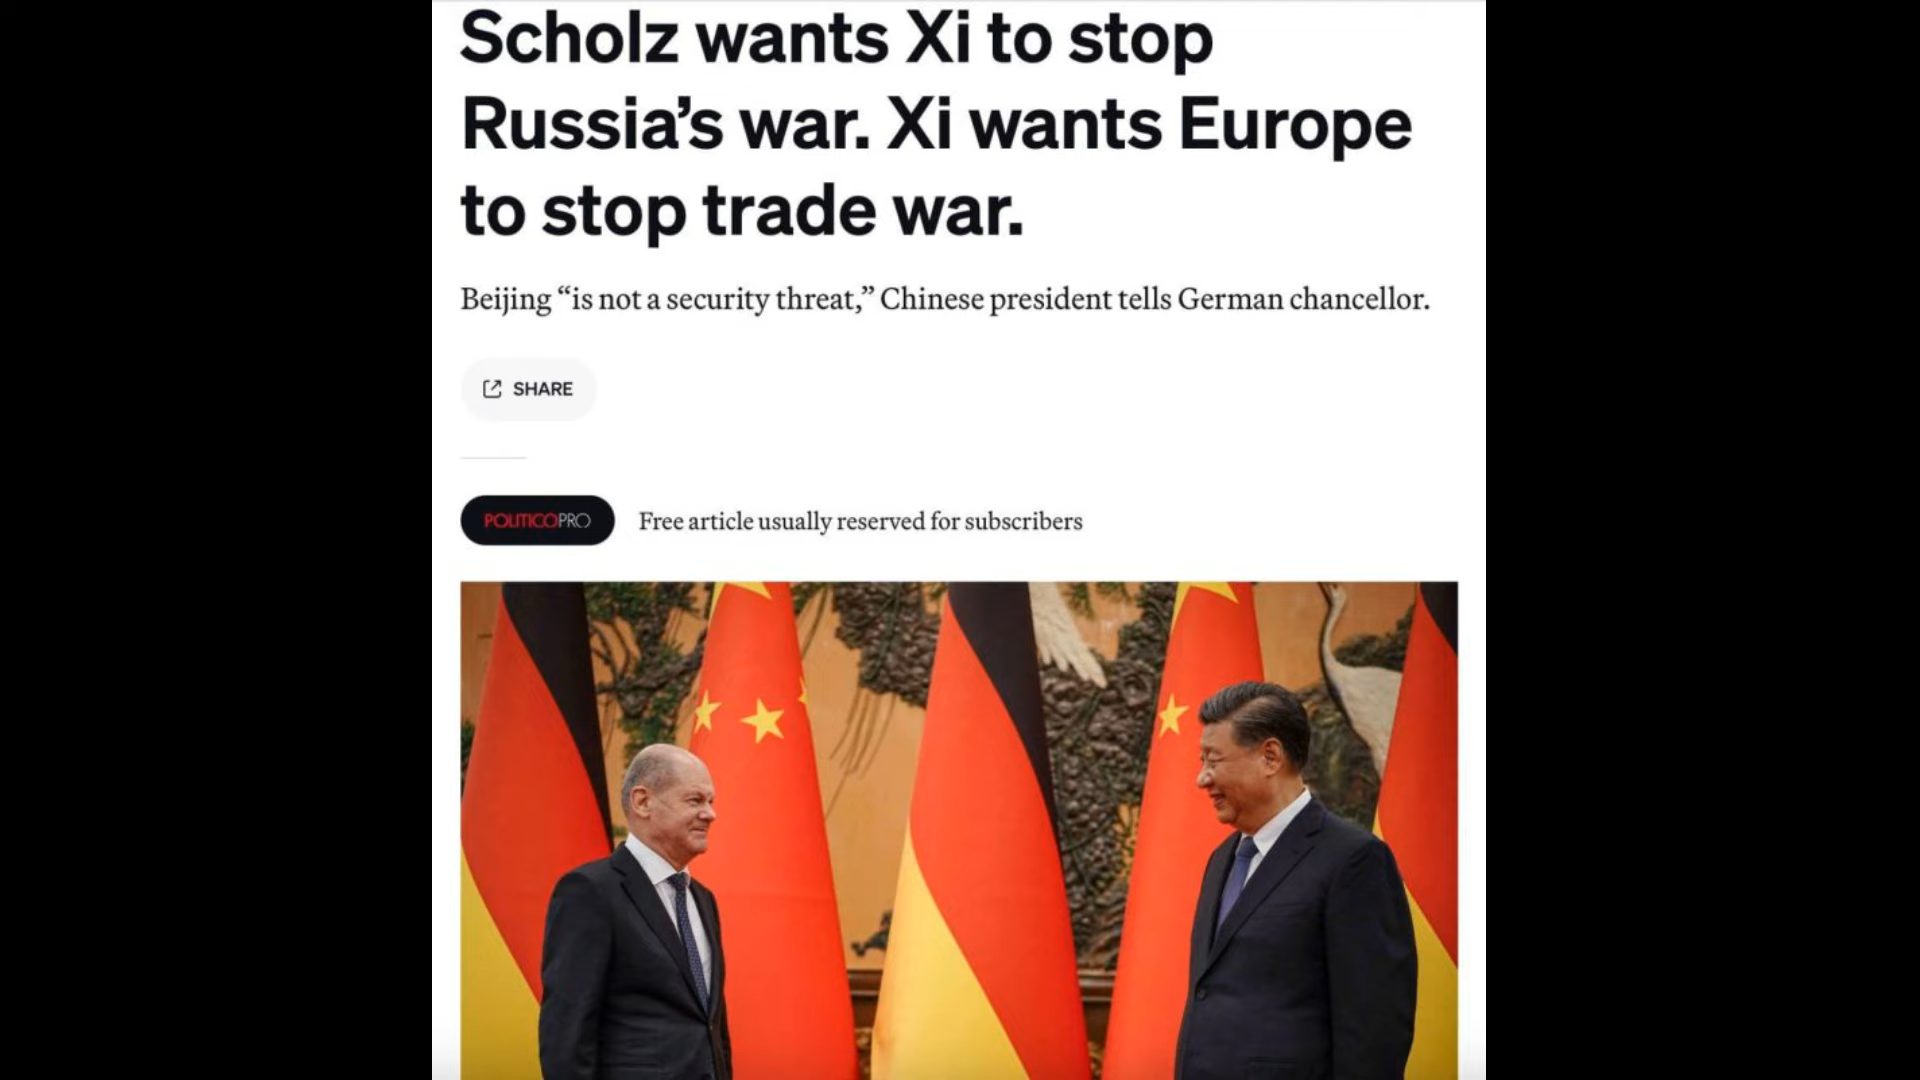 Scholz wants Xi to stop
Russia’s war. Xi wants Europe
to stop trade war.
Beijing “is not a security threat,” Chinese president tells German chancellor.
SHARE
POLITICOPRO
Free article usually reserved for subscribers